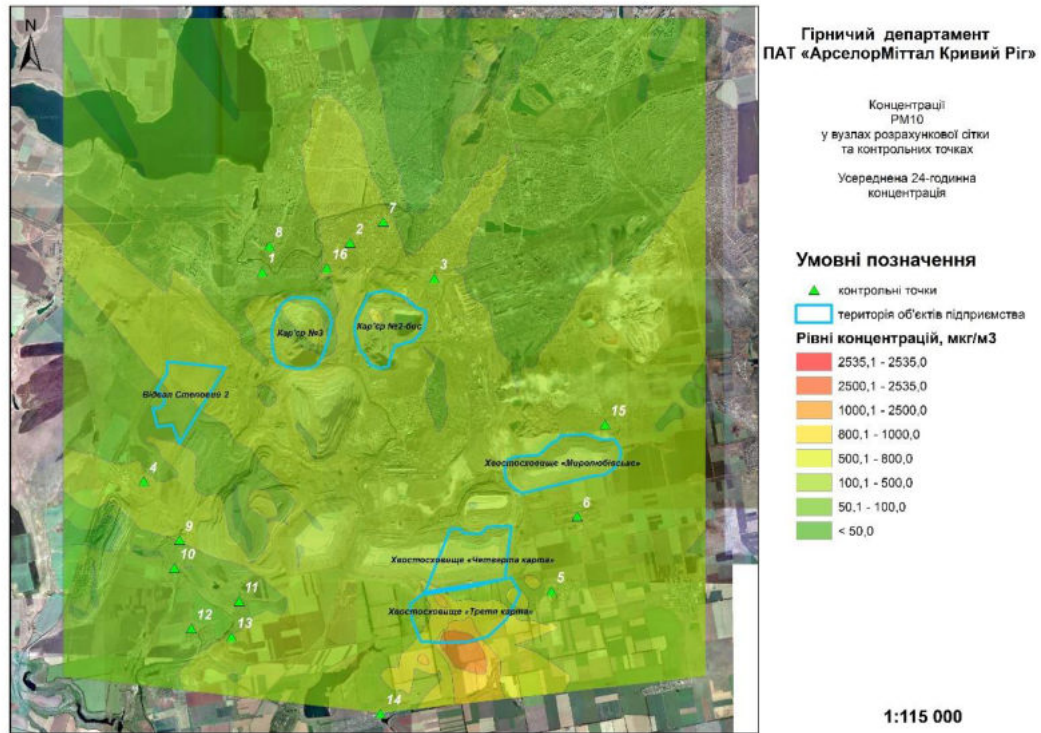 N
7
2
8
16
3
1
Кар'єр №3
Кар'єр №2-біс
Відвал Степовий 2
15
Хвостосховище «Миролюбівське»
4
6
9
Хвостосховище «Четверта карта»
10
5
11
Хвостосховище «Третя карта»
12
13
14
Гірничий департамент
ПАТ «АрселорМіттал Кривий Ріг»
Концентрації
PM10
у вузлах розрахункової сітки
та контрольних точках
Усереднена 24-годинна
концентрація
Умовні позначення
контрольні точки
територія об'єктів підприємства
Рівні концентрацій, мкг/м3
2535,1 - 2535,0
2500,1 - 2535,0
1000,1 - 2500,0
800,1 - 1000,0
500,1 - 800,0
100,1 - 500,0
50,1 - 100,0
< 50,0
1:115 000